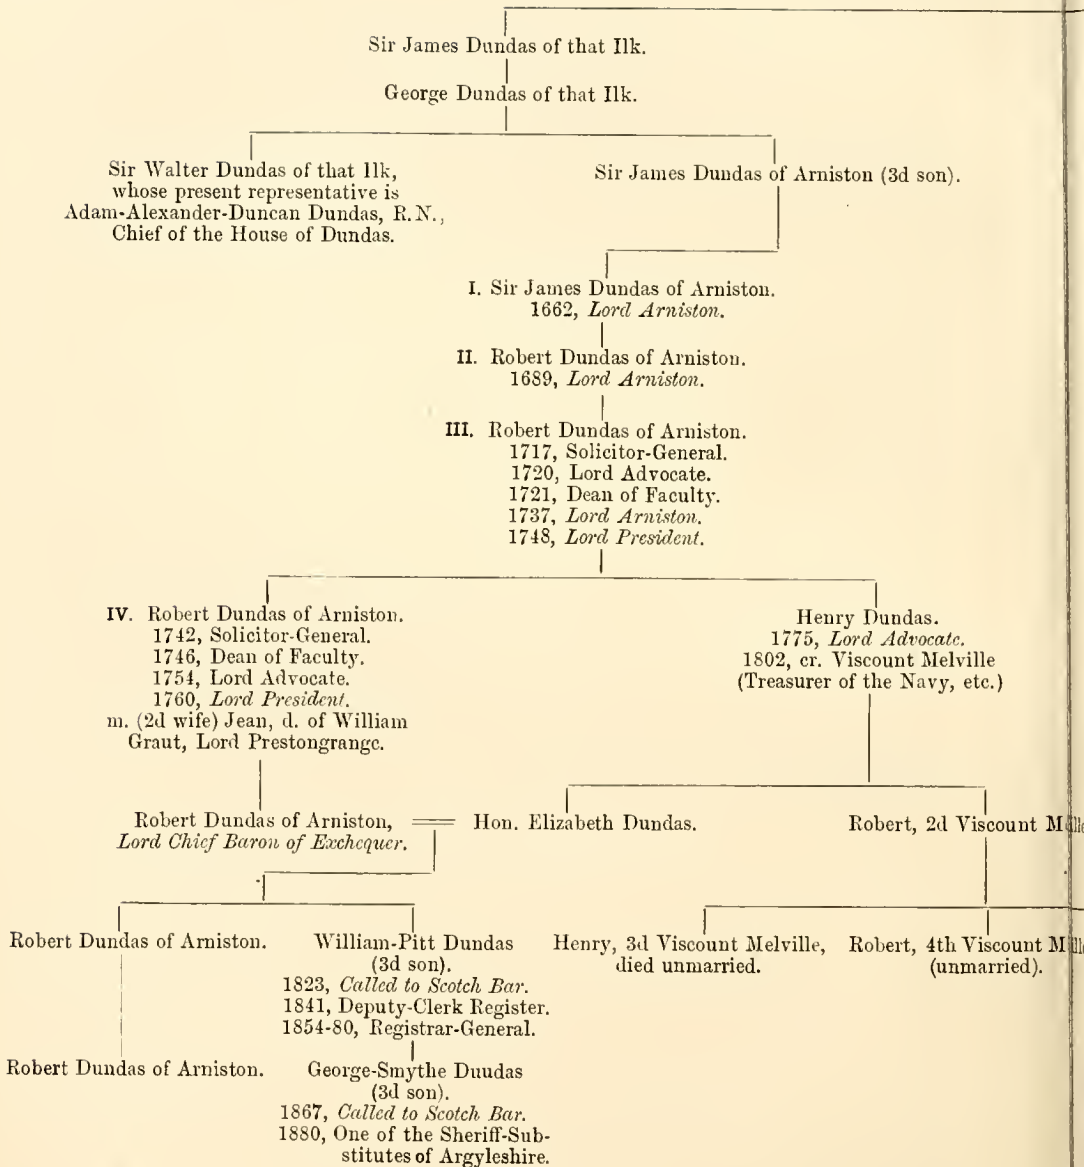 Sir James Dundas of that Ilk.
George Dundas of that Ilk.
Sir Walter Dundas of that Ilk,
whose present representative is
Adam-Alexander-Duncan Dundas, R.N.,
Chief of the House of Dundas.
Sir James Dundas of Arniston (3d son).
I. Sir James Dundas of Arniston.
1662, Lord Arniston.
II. Robert Dundas of Arniston.
1689, Lord Arniston.
III. Robert Dundas of Arniston.
1717, Solicitor-General.
1720, Lord Advocate.
1721, Dean of Faculty.
1737, Lord Arniston.
1748, Lord President.
IV. Robert Dundas of Arniston.
1742, Solicitor-General.
1746, Dean of Faculty.
1754, Lord Advocate.
1760, Lord President.
m. (2d wife) Jean, d. of William
Grant, Lord Prestongrange.
Henry Dundas.
1775, Lord Advocate.
1802, cr. Viscount Melville
(Treasurer of the Navy, etc.)
Robert Dundas of Arniston,
Lord Chief Baron of Exchequer.
Hon. Elizabeth Dundas.
Robert, 2d Viscount
Robert Dundas of Arniston.
William-Pitt Dundas
(3d son).
1823, Called to Scotch Bar.
1841, Deputy-Clerk Register.
1854-80, Registrar-General.
Henry, 3d Viscount Melville,
died unmarried.
Robert, 4th Viscount
(unmarried).
Robert Dundas of Arniston.
George-Smythe Dundas
(3d son).
1867, Called to Scotch Bar.
1880, One of the Sheriff-Sub-
stitutes of Argyleshire.